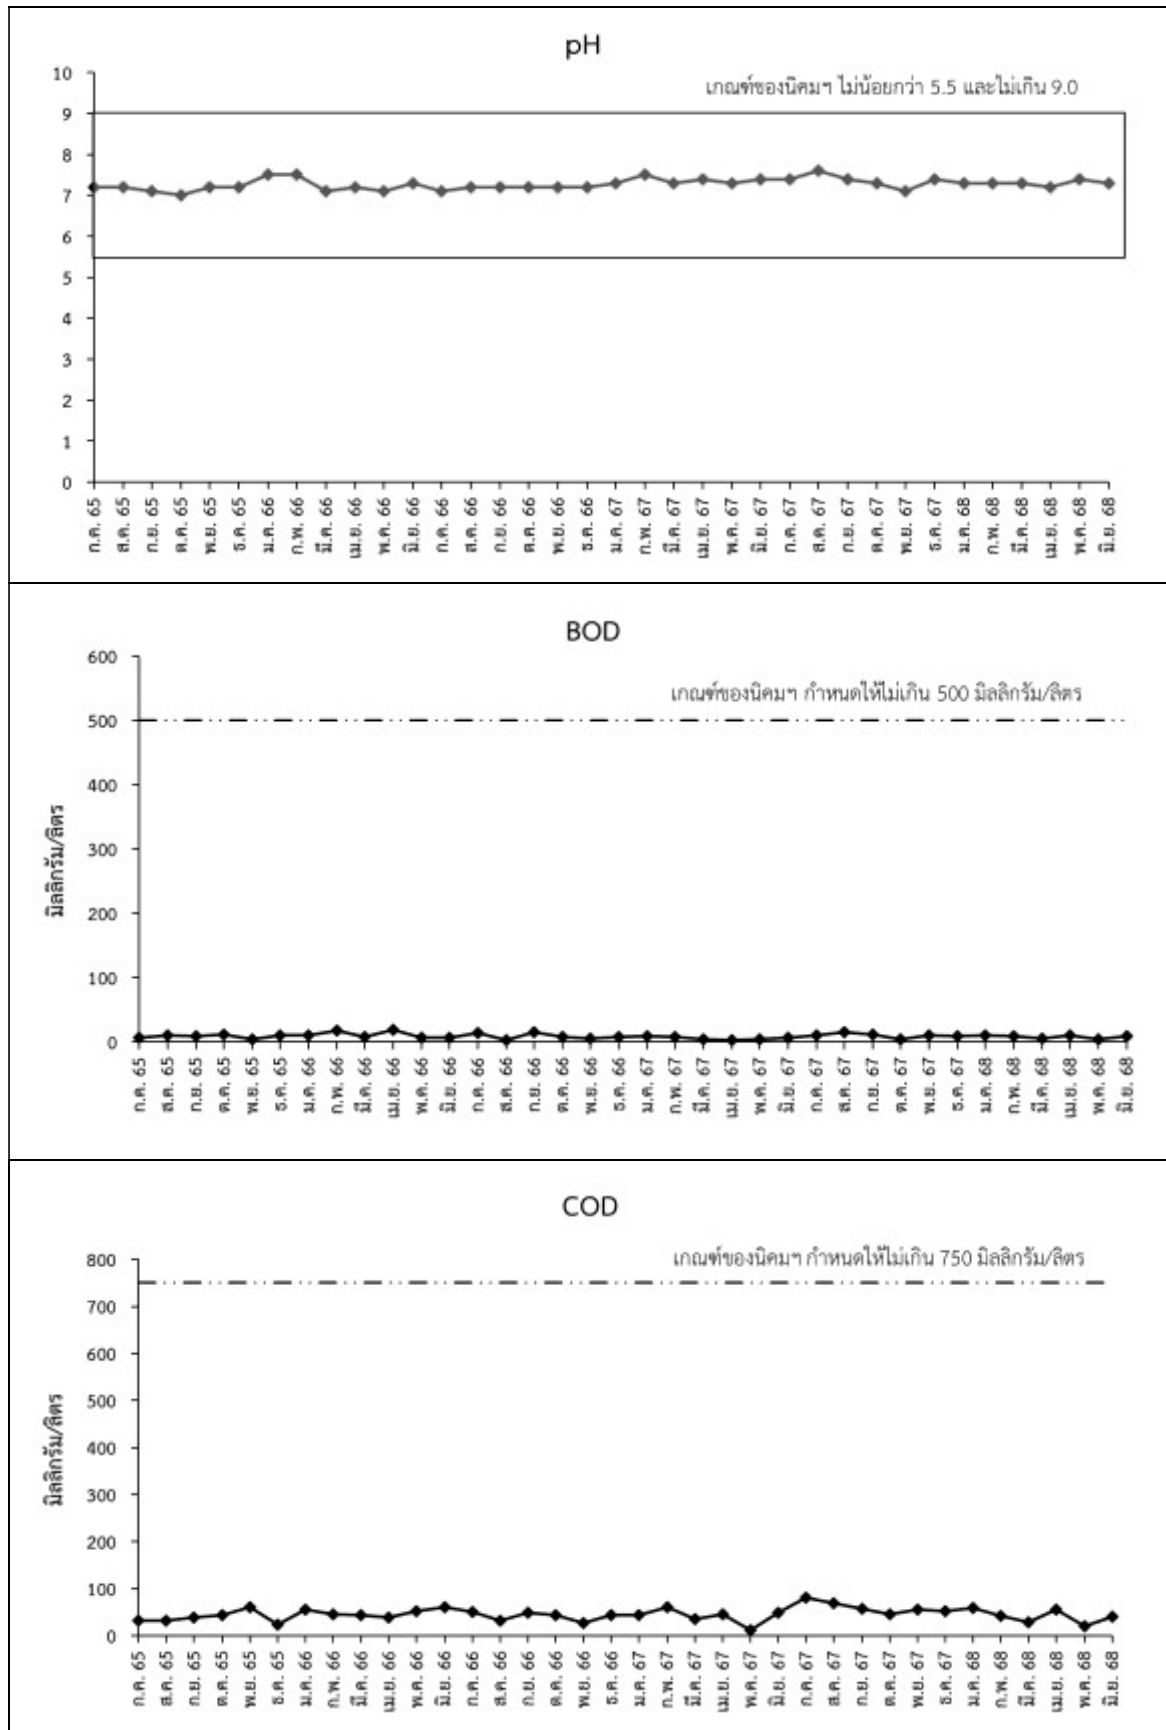 pH
เกณฑ์ของนิคมฯ ไม่น้อยกว่า 5.5 และไม่เกิน 9.0
10
9
8
7
6
5
4
3
2
1
0
ก.ค. 65 ส.ค. 65 ก.ย. 65 ต.ค. 65 พ.ย. 65 ธ.ค. 65 ม.ค. 66 ก.พ. 66 มี.ค. 66 เม.ย. 66 พ.ค. 66 มิ.ย. 66 ก.ค. 66 ส.ค. 66 ก.ย. 66 ต.ค. 66 พ.ย. 66 ธ.ค. 66 ม.ค. 67 ก.พ. 67 มี.ค. 67 เม.ย. 67 พ.ค. 67 มิ.ย. 67 ก.ค. 67 ส.ค. 67 ก.ย. 67 ต.ค. 67 พ.ย. 67 ธ.ค. 67 ม.ค. 68 ก.พ. 68 มี.ค. 68 เม.ย. 68 พ.ค. 68 มิ.ย. 68
BOD
เกณฑ์ของนิคมฯ กำหนดให้ไม่เกิน 500 มิลลิกรัม/ลิตร
มิลลิกรัม/ลิตร
600
500
400
300
200
100
0
ก.ค. 65 ส.ค. 65 ก.ย. 65 ต.ค. 65 พ.ย. 65 ธ.ค. 65 ม.ค. 66 ก.พ. 66 มี.ค. 66 เม.ย. 66 พ.ค. 66 มิ.ย. 66 ก.ค. 66 ส.ค. 66 ก.ย. 66 ต.ค. 66 พ.ย. 66 ธ.ค. 66 ม.ค. 67 ก.พ. 67 มี.ค. 67 เม.ย. 67 พ.ค. 67 มิ.ย. 67 ก.ค. 67 ส.ค. 67 ก.ย. 67 ต.ค. 67 พ.ย. 67 ธ.ค. 67 ม.ค. 68 ก.พ. 68 มี.ค. 68 เม.ย. 68 พ.ค. 68 มิ.ย. 68
COD
เกณฑ์ของนิคมฯ กำหนดให้ไม่เกิน 750 มิลลิกรัม/ลิตร
มิลลิกรัม/ลิตร
800
700
600
500
400
300
200
100
0
ก.ค. 65 ส.ค. 65 ก.ย. 65 ต.ค. 65 พ.ย. 65 ธ.ค. 65 ม.ค. 66 ก.พ. 66 มี.ค. 66 เม.ย. 66 พ.ค. 66 มิ.ย. 66 ก.ค. 66 ส.ค. 66 ก.ย. 66 ต.ค. 66 พ.ย. 66 ธ.ค. 66 ม.ค. 67 ก.พ. 67 มี.ค. 67 เม.ย. 67 พ.ค. 67 มิ.ย. 67 ก.ค. 67 ส.ค. 67 ก.ย. 67 ต.ค. 67 พ.ย. 67 ธ.ค. 67 ม.ค. 68 ก.พ. 68 มี.ค. 68 เม.ย. 68 พ.ค. 68 มิ.ย. 68